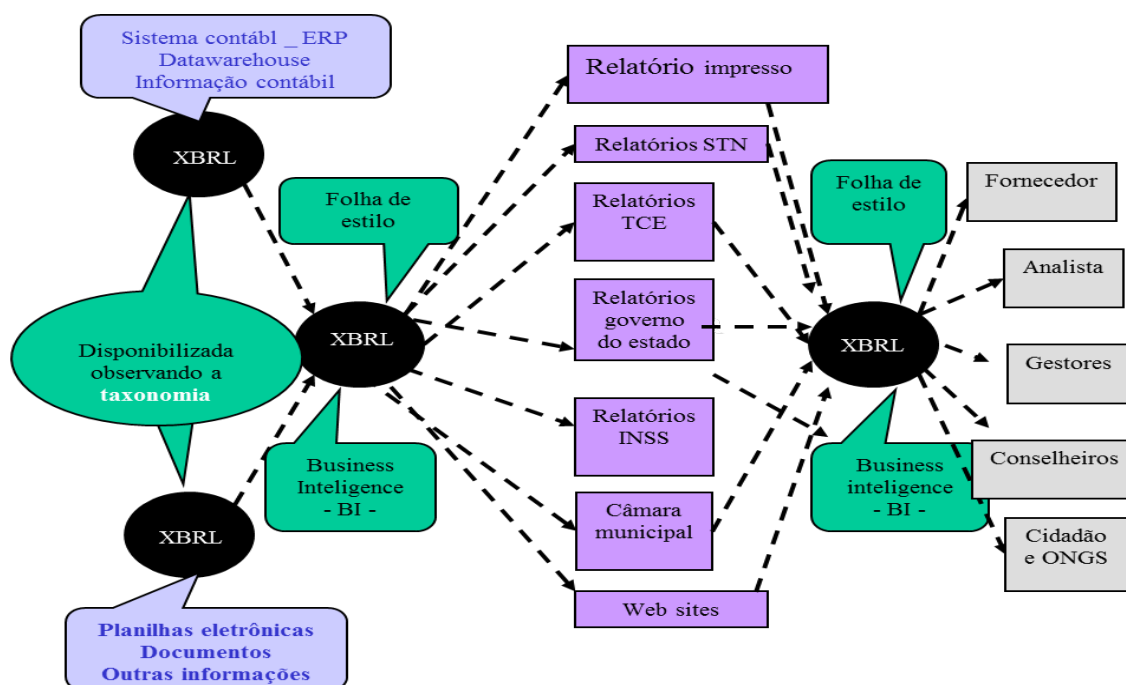 Sistema contábl _ ERP
Datawarehouse
Informação contábil
XBRL
Disponibilizada
observando a
taxonomia
XBRL
Planilhas eletrônicas
Documentos
Outras informações
Folha de
estilo
XBRL
Business
Inteligence
- BI -
Relatório impresso
Relatórios STN
Relatórios
TCE
Relatórios
governo
do estado
Relatórios
INSS
Câmara
municipal
Web sites
Folha de
estilo
XBRL
Business
inteligence
- BI -
Fornecedor
Analista
Gestores
Conselheiros
Cidadão
e ONGS